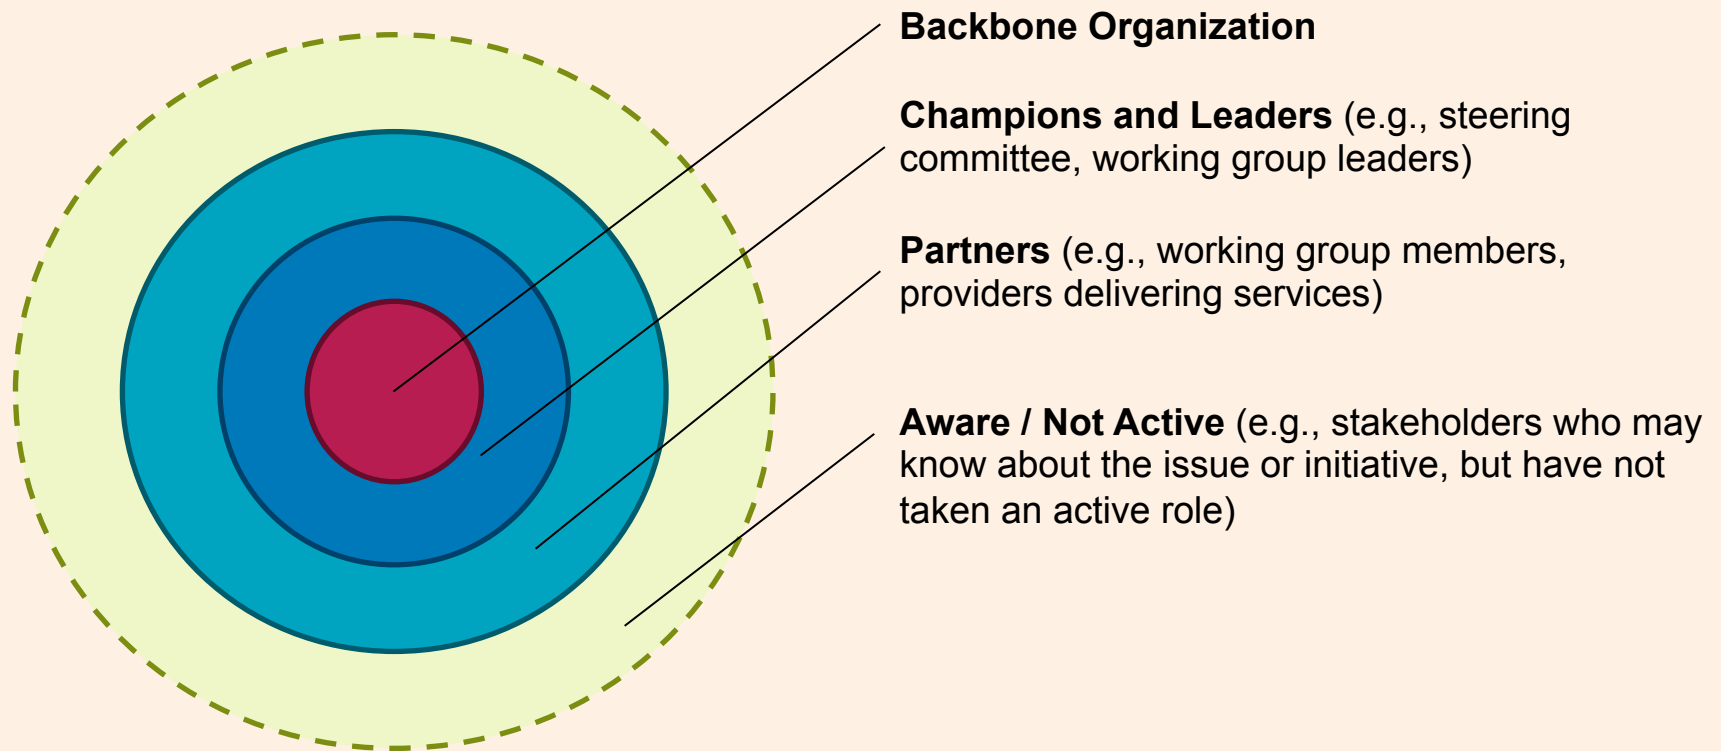 Backbone Organization
Champions and Leaders (e.g., steering
committee, working group leaders)
Partners (e.g., working group members,
providers delivering services)
Aware / Not Active (e.g., stakeholders who may
know about the issue or initiative, but have not
taken an active role)